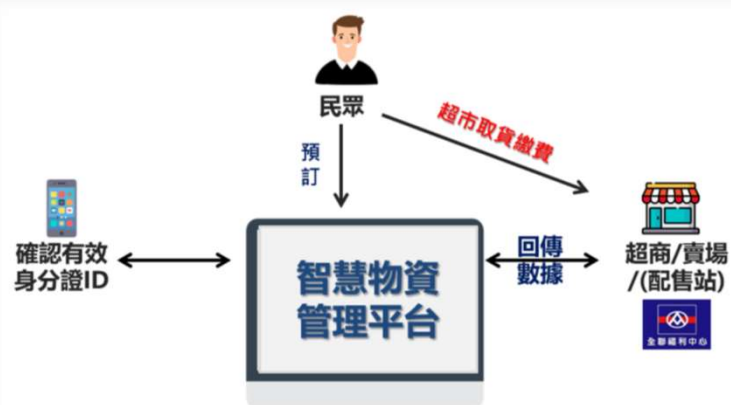 民眾
超市取貨繳費
預
訂
確認有效
身分證ID
智慧物資
管理平台
回傳
數據
超商/賣場
/(配售站)
全聯福利中心